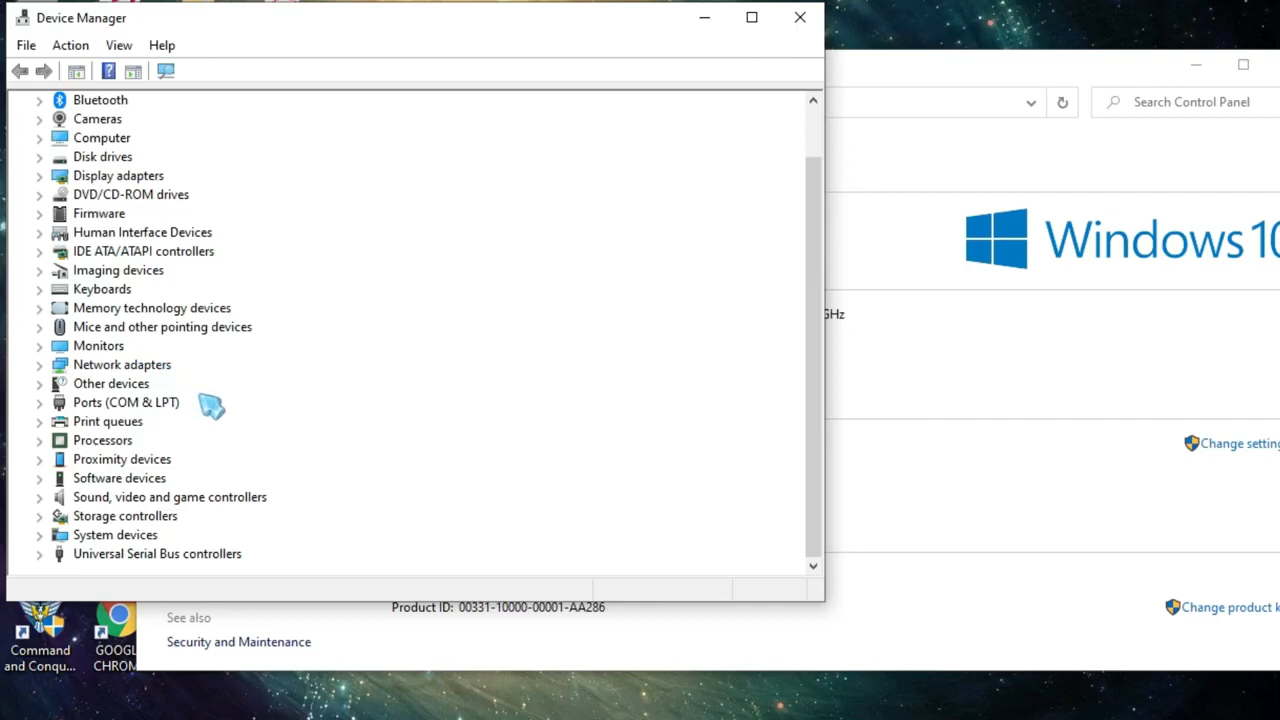 Device Manager
File Action View Help
Bluetooth
Cameras
Computer
Disk drives
Display adapters
DVD/CD-ROM drives
Firmware
Human Interface Devices
IDE ATA/ATAPI controllers
Imaging devices
Keyboards
Memory technology devices
Mice and other pointing devices
Monitors
Network adapters
Other devices
Ports (COM & LPT)
Print queues
Processors
Proximity devices
Software devices
Sound, video and game controllers
Storage controllers
System devices
Universal Serial Bus controllers
Search Control Panel
Windows 10
GHz
Change setting
Product ID: 00331-10000-00001-AA286
Change product k
See also
Security and Maintenance
Command
and Conqu...
GOOGL
CHROM